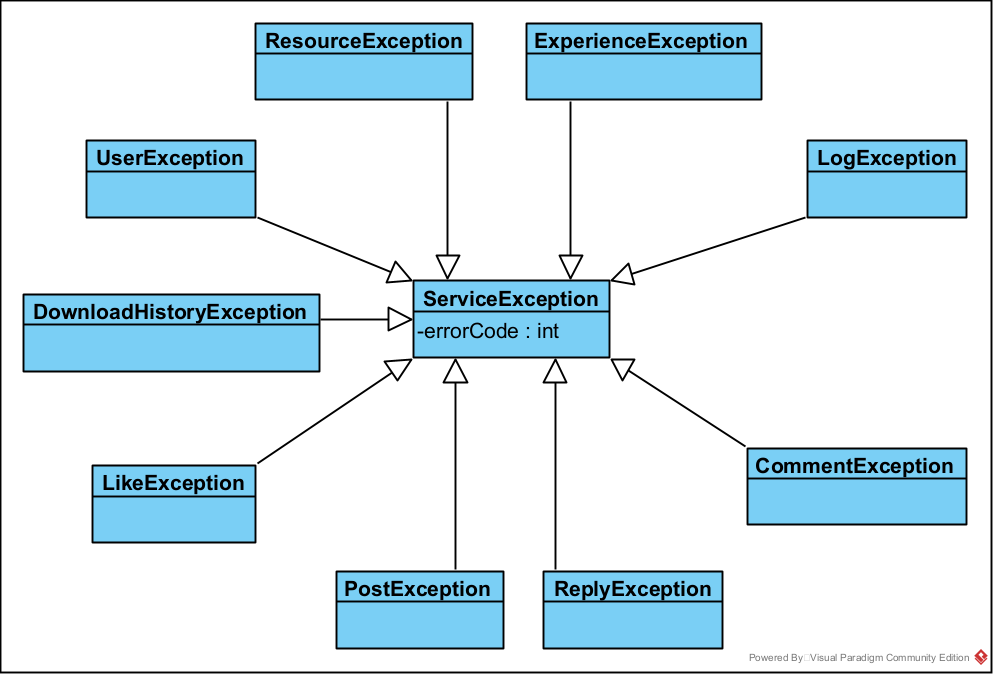 ResourceException
ExperienceException
UserException
LogException
ServiceException
-errorCode : int
DownloadHistoryException
LikeException
CommentException
PostException
ReplyException
Powered By Visual Paradigm Community Edition